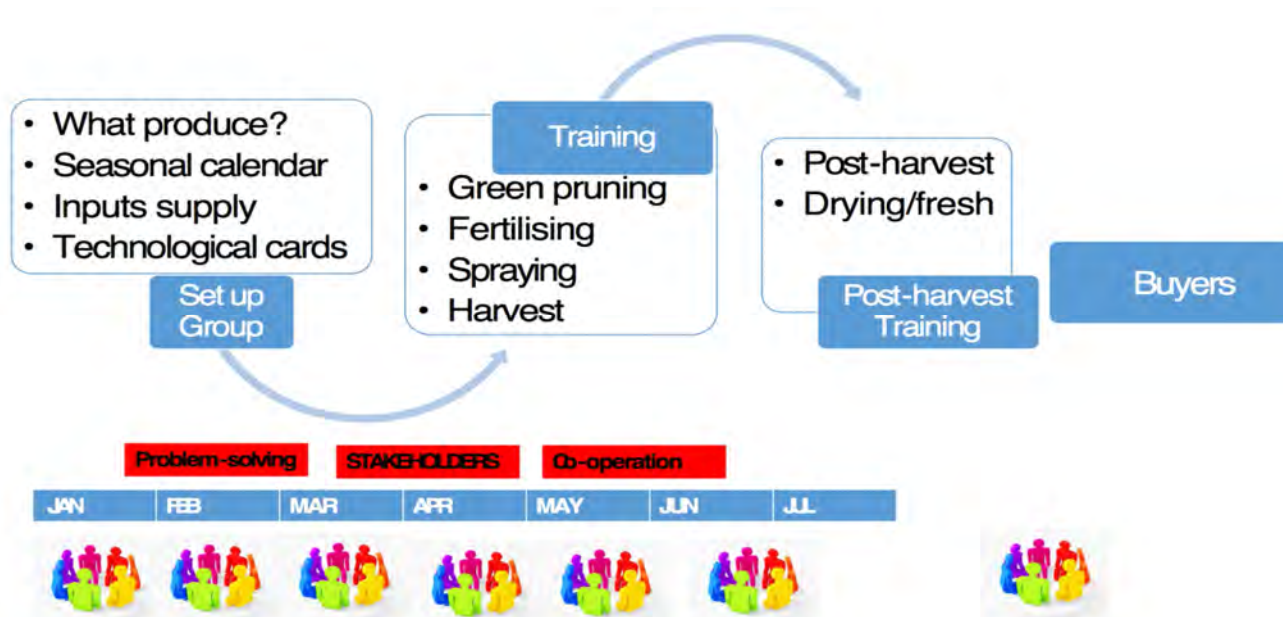 • What produce?
• Seasonal calendar
• Inputs supply
• Technological cards
Set up
Group
Training
• Green pruning
• Fertilising
• Spraying
• Harvest
• Post-harvest
• Drying/fresh
Post-harvest
Training
Buyers
Problem-solving STAKEHOLDERS Co-operation
JAN FEB MAR APR MAY JUN JUL